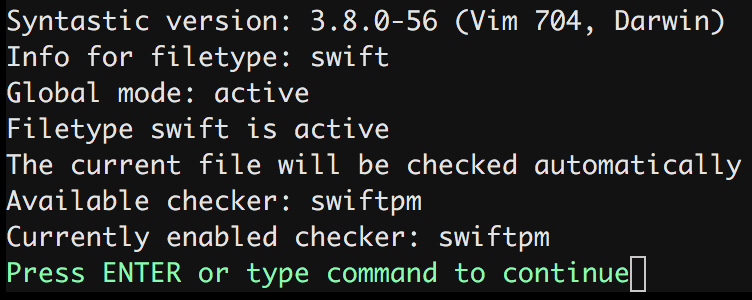 Syntastic version: 3.8.0-56 (Vim 704, Darwin)
Info for filetype: swift
Global mode: active
Filetype swift is active
The current file will be checked automatically
Available checker: swiftpm
Currently enabled checker: swiftpm
Press ENTER or type command to continue